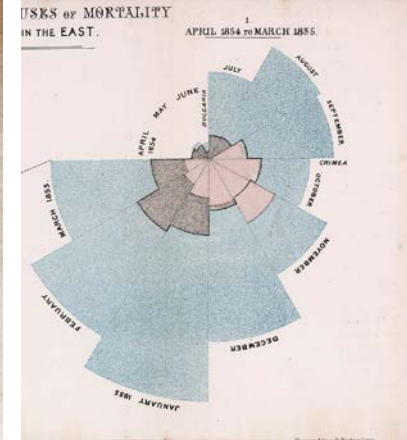 USES OF MORTALITY
IN THE EAST.
1.
APRIL 1854 TO MARCH 1855.
JULY
AUGUST
SEPTEMBER
OCTOBER
NOVEMBER
DECEMBER
JANUARY 1855
FEBRUARY
MARCH 1855
APRIL
1854
MAY
JUNE
BULGARIA
CRIMEA